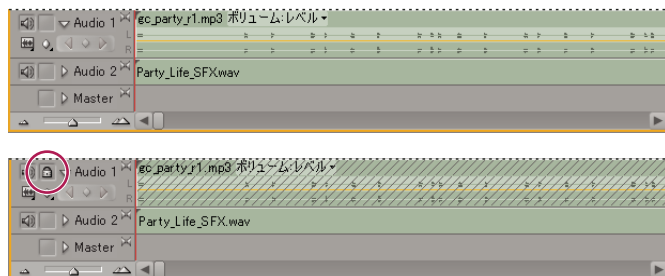 Audio 1 gc_party_r1.mp3 ボリューム:レベル
L
R
Audio 2 Party_Life_SFX.wav
Master
Audio 1 gc_party_r1.mp3 ボリューム:レベル
L
R
Audio 2 Party_Life_SFX.wav
Master